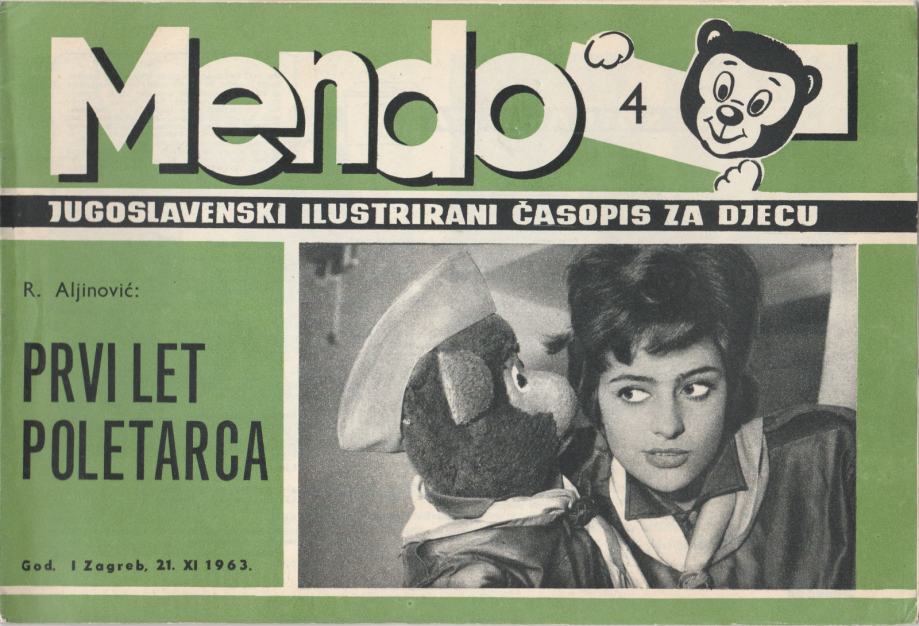 Mendo
4
JUGOSLAVENSKI ILUSTRIRANI ČASOPIS ZA DJECU
R. Aljinović:
PRVI LET
POLETARCA
God. I Zagreb, 21. XI 1963.